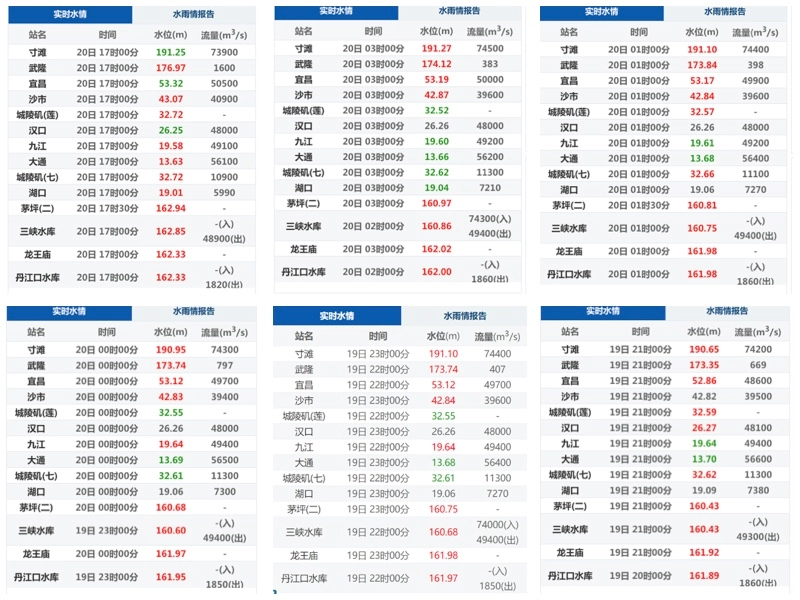 实时水情 水雨情报告
站名 时间 水位(m) 流量(m³/s)
寸滩 20日 17时00分 191.25 73900
武隆 20日 17时00分 176.97 1600
宜昌 20日 17时00分 53.32 50500
沙市 20日 17时00分 43.07 40900
城陵矶(莲) 20日 17时00分 32.72 -
汉口 20日 17时00分 26.25 48000
九江 20日 17时00分 19.58 49100
大通 20日 17时00分 13.63 56100
城陵矶(七) 20日 17时00分 32.72 10900
湖口 20日 17时00分 19.01 5990
茅坪(二) 20日 17时30分 162.94 -
三峡水库 20日 17时00分 162.85 -(入)
48900(出)
龙王庙 20日 17时00分 162.33 -
丹江口水库 20日 17时00分 162.33 -(入)
1820(出)
实时水情 水雨情报告
站名 时间 水位(m) 流量(m³/s)
寸滩 20日 03时00分 191.27 74500
武隆 20日 03时00分 174.12 383
宜昌 20日 03时00分 53.19 50000
沙市 20日 03时00分 42.87 39600
城陵矶(莲) 20日 03时00分 32.52 -
汉口 20日 03时00分 26.26 48000
九江 20日 03时00分 19.60 49200
大通 20日 03时00分 13.66 56200
城陵矶(七) 20日 03时00分 32.62 11300
湖口 20日 03时00分 19.04 7210
茅坪(二) 20日 03时00分 160.97 -
三峡水库 20日 03时00分 160.86 74300(入)
49400(出)
龙王庙 20日 03时00分 162.02 -
丹江口水库 20日 02时00分 162.00 -(入)
1860(出)
实时水情 水雨情报告
站名 时间 水位(m) 流量(m³/s)
寸滩 20日 01时00分 191.10 74400
武隆 20日 01时00分 173.84 398
宜昌 20日 01时00分 53.17 49900
沙市 20日 01时00分 42.84 39600
城陵矶(莲) 20日 01时00分 32.57 -
汉口 20日 01时00分 26.26 48000
九江 20日 01时00分 19.61 49200
大通 20日 01时00分 13.68 56400
城陵矶(七) 20日 01时00分 32.66 11100
湖口 20日 01时00分 19.06 7270
茅坪(二) 20日 01时30分 160.81 -
三峡水库 20日 01时00分 160.75 -(入)
49400(出)
龙王庙 20日 01时00分 161.98 -
丹江口水库 20日 01时00分 161.98 -(入)
1860(出)
实时水情 水雨情报告
站名 时间 水位(m) 流量(m³/s)
寸滩 20日 00时00分 190.95 74300
武隆 20日 00时00分 173.74 797
宜昌 20日 00时00分 53.12 49700
沙市 20日 00时00分 42.83 39400
城陵矶(莲) 20日 00时00分 32.55 -
汉口 20日 00时00分 26.26 48000
九江 20日 00时00分 19.64 49400
大通 20日 00时00分 13.69 56500
城陵矶(七) 20日 00时00分 32.61 11300
湖口 20日 00时00分 19.06 7300
茅坪(二) 20日 00时00分 160.68 -
三峡水库 19日 23时00分 160.60 -(入)
49400(出)
龙王庙 20日 00时00分 161.97 -
丹江口水库 19日 23时00分 161.95 -(入)
1850(出)
实时水情 水雨情报告
站名 时间 水位(m) 流量(m³/s)
寸滩 19日 23时00分 191.10 74400
武隆 19日 23时00分 173.74 407
宜昌 19日 23时00分 53.12 49700
沙市 19日 23时00分 42.84 39600
城陵矶(莲) 19日 22时00分 32.55 -
汉口 19日 23时00分 26.26 48000
九江 19日 22时00分 19.64 49400
大通 19日 23时00分 13.68 56400
城陵矶(七) 19日 22时00分 32.61 11300
湖口 19日 23时00分 19.06 7270
茅坪(二) 19日 23时00分 160.75 -
三峡水库 19日 22时00分 160.68 74000(入)
49400(出)
龙王庙 19日 23时00分 161.98 -
丹江口水库 19日 22时00分 161.97 -(入)
1850(出)
实时水情 水雨情报告
站名 时间 水位(m) 流量(m³/s)
寸滩 19日 21时00分 190.65 74200
武隆 19日 21时00分 173.35 669
宜昌 19日 21时00分 52.86 48600
沙市 19日 21时00分 42.82 39500
城陵矶(莲) 19日 21时00分 32.59 -
汉口 19日 21时00分 26.27 48100
九江 19日 21时00分 19.64 49400
大通 19日 21时00分 13.70 56600
城陵矶(七) 19日 21时00分 32.62 11300
湖口 19日 21时00分 19.09 7380
茅坪(二) 19日 21时00分 160.43 -
三峡水库 19日 21时00分 160.43 -(入)
49300(出)
龙王庙 19日 21时00分 161.92 -
丹江口水库 19日 20时00分 161.89 -(入)
1860(出)